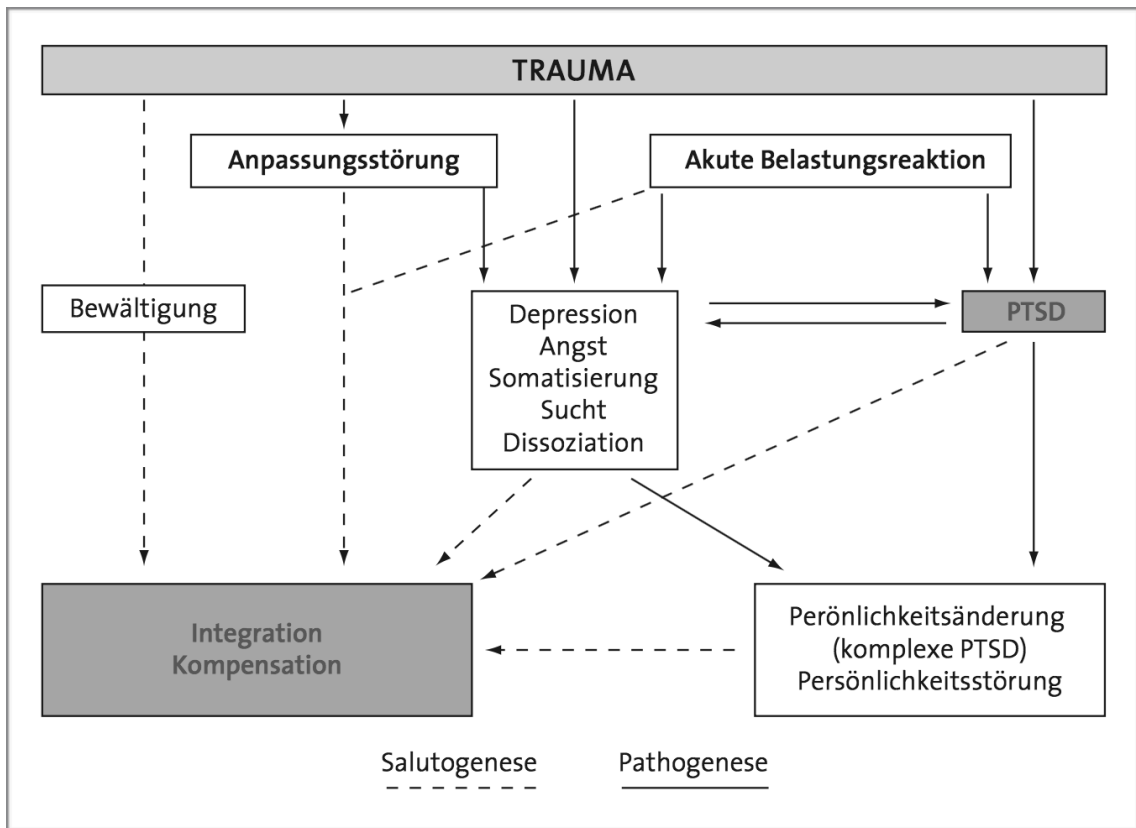 TRAUMA
Anpassungsstörung
Akute Belastungsreaktion
Bewältigung
Depression
Angst
Somatisierung
Sucht
Dissoziation
PTSD
Integration
Kompensation
Perönlichkeitsänderung
(komplexe PTSD)
Persönlichkeitsstörung
Salutogenese
Pathogenese